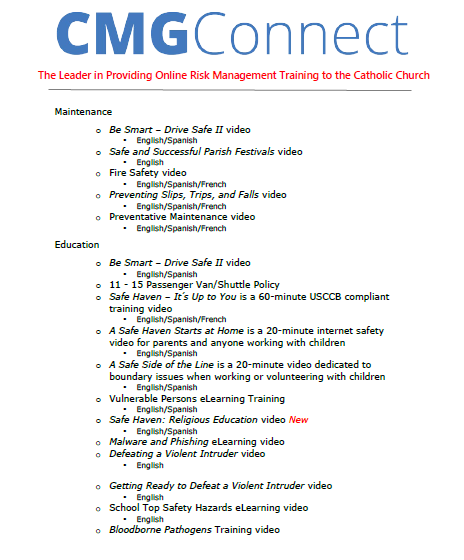 CMGConnect
The Leader in Providing Online Risk Management Training to the Catholic Church
Maintenance
o Be Smart – Drive Safe II video
• English/Spanish
o Safe and Successful Parish Festivals video
• English
o Fire Safety video
• English/Spanish/French
o Preventing Slips, Trips, and Falls video
• English/Spanish/French
o Preventative Maintenance video
• English/Spanish/French
Education
o Be Smart – Drive Safe II video
• English/Spanish
o 11 - 15 Passenger Van/Shuttle Policy
o Safe Haven – It´s Up to You is a 60-minute USCCB compliant
training video
• English/Spanish/French
o A Safe Haven Starts at Home is a 20-minute internet safety
video for parents and anyone working with children
• English/Spanish
o A Safe Side of the Line is a 20-minute video dedicated to
boundary issues when working or volunteering with children
• English/Spanish
o Vulnerable Persons eLearning Training
• English/Spanish
o Safe Haven: Religious Education video New
• English/Spanish
o Malware and Phishing eLearning video
o Defeating a Violent Intruder video
• English
o Getting Ready to Defeat a Violent Intruder video
• English
o School Top Safety Hazards eLearning video
• English
o Bloodborne Pathogens Training video